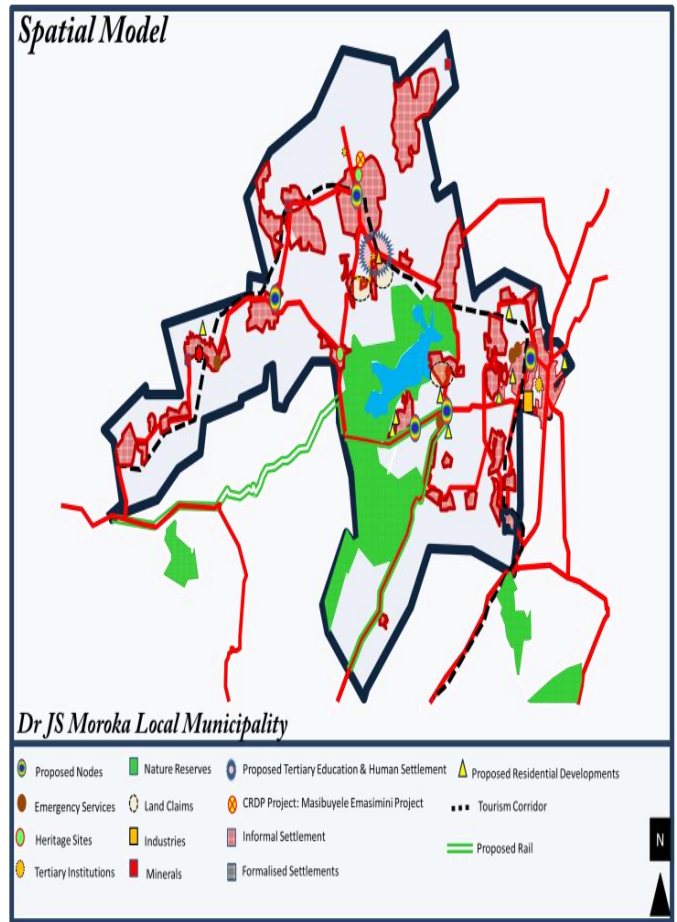 Spatial Model
Dr JS Moroka Local Municipality
Proposed Nodes
Nature Reserves
Proposed Tertiary Education & Human Settlement
Proposed Residential Developments
Emergency Services
Land Claims
CRDP Project: Masibuyele Emasimini Project
Tourism Corridor
Heritage Sites
Industries
Informal Settlement
Proposed Rail
Tertiary Institutions
Minerals
Formalised Settlements
N